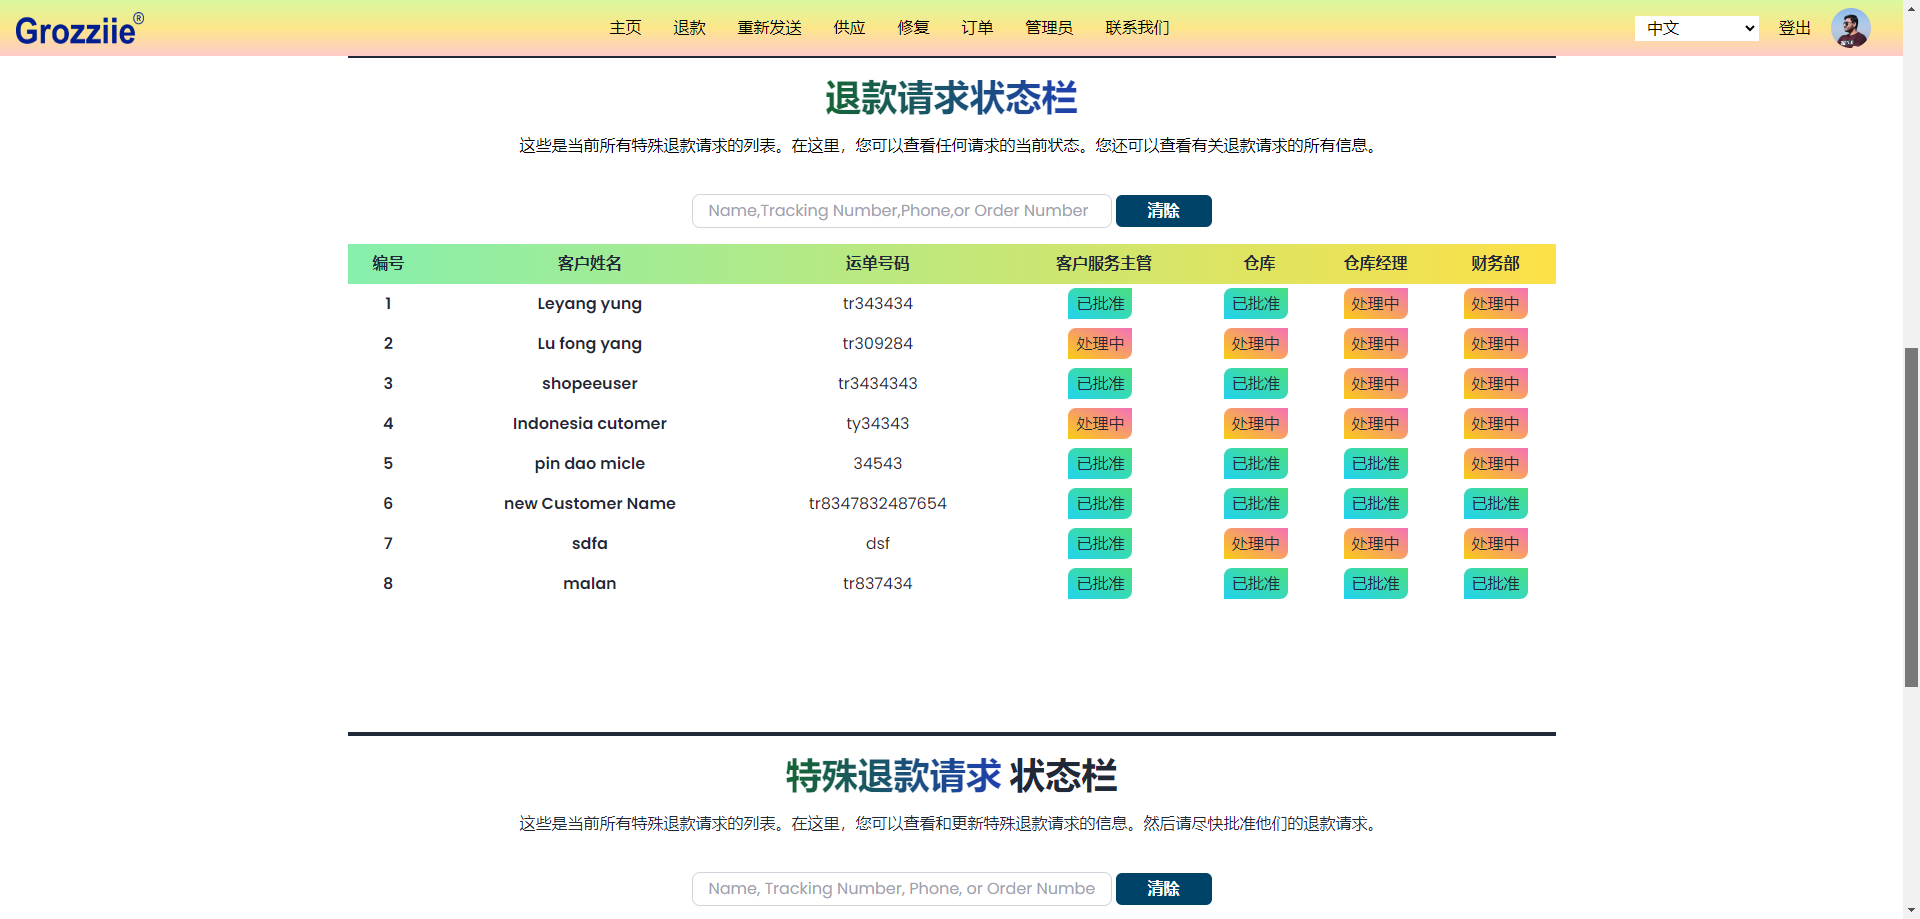 Grozziie® 主页 退款 重新发送 供应 修复 订单 管理员 联系我们 中文 登出
退款请求状态栏
这些是当前所有特殊退款请求的列表。在这里，您可以查看任何请求的当前状态。您还可以查看有关退款请求的所有信息。
Name,Tracking Number,Phone,or Order Number 清除
编号 客户姓名 运单号码 客户服务主管 仓库 仓库经理 财务部
1 Leyang yung tr343434 已批准 已批准 处理中 处理中
2 Lu fong yang tr309284 处理中 处理中 处理中 处理中
3 shopeeuser tr3434343 已批准 已批准 处理中 处理中
4 Indonesia cutomer ty34343 处理中 处理中 处理中 处理中
5 pin dao micle 34543 已批准 已批准 已批准 处理中
6 new Customer Name tr8347832487654 已批准 已批准 已批准 已批准
7 sdfa dsf 已批准 处理中 处理中 处理中
8 malan tr837434 已批准 已批准 已批准 已批准
特殊退款请求 状态栏
这些是当前所有特殊退款请求的列表。在这里，您可以查看和更新特殊退款请求的信息。然后请尽快批准他们的退款请求。
Name, Tracking Number, Phone, or Order Numbe 清除